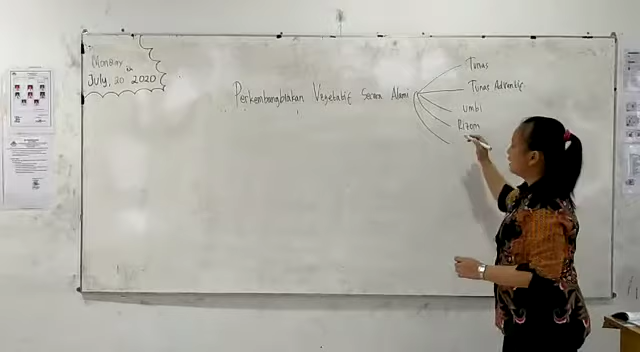 Monday
July, 20 2020
Perkembangbiakan Vegetatif Secara Alami
Tunas
Tunas Adventif
umbi
Rizom